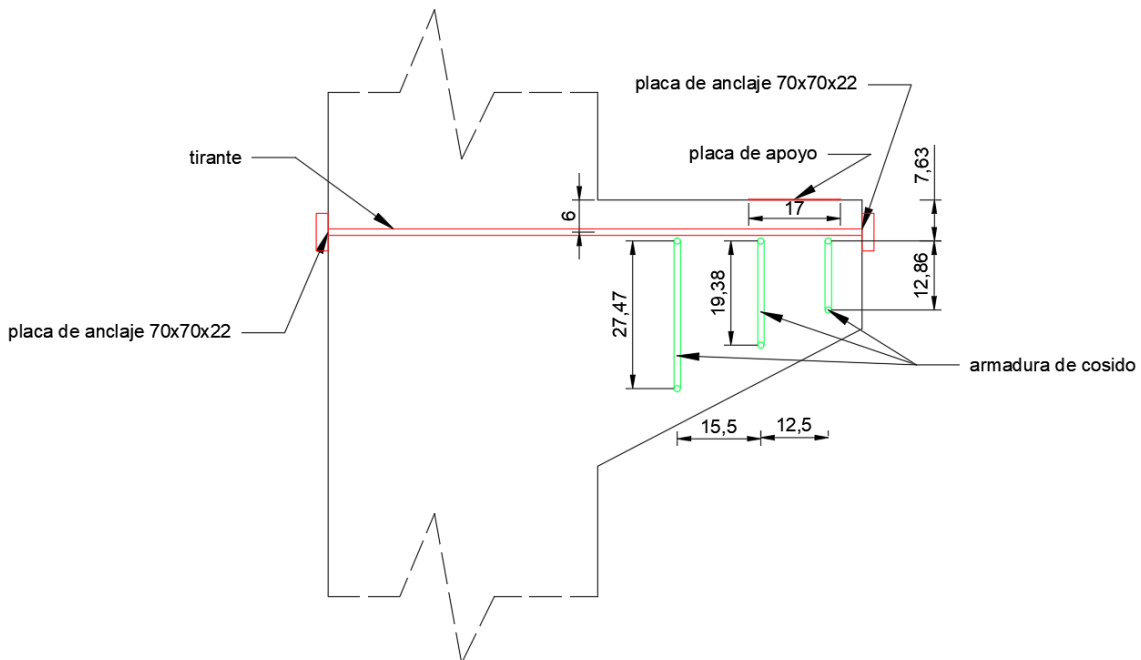 placa de anclaje 70x70x22
placa de apoyo
tirante
7,63
6
17
27,47
19,38
12,86
placa de anclaje 70x70x22
armadura de cosido
15,5
12,5